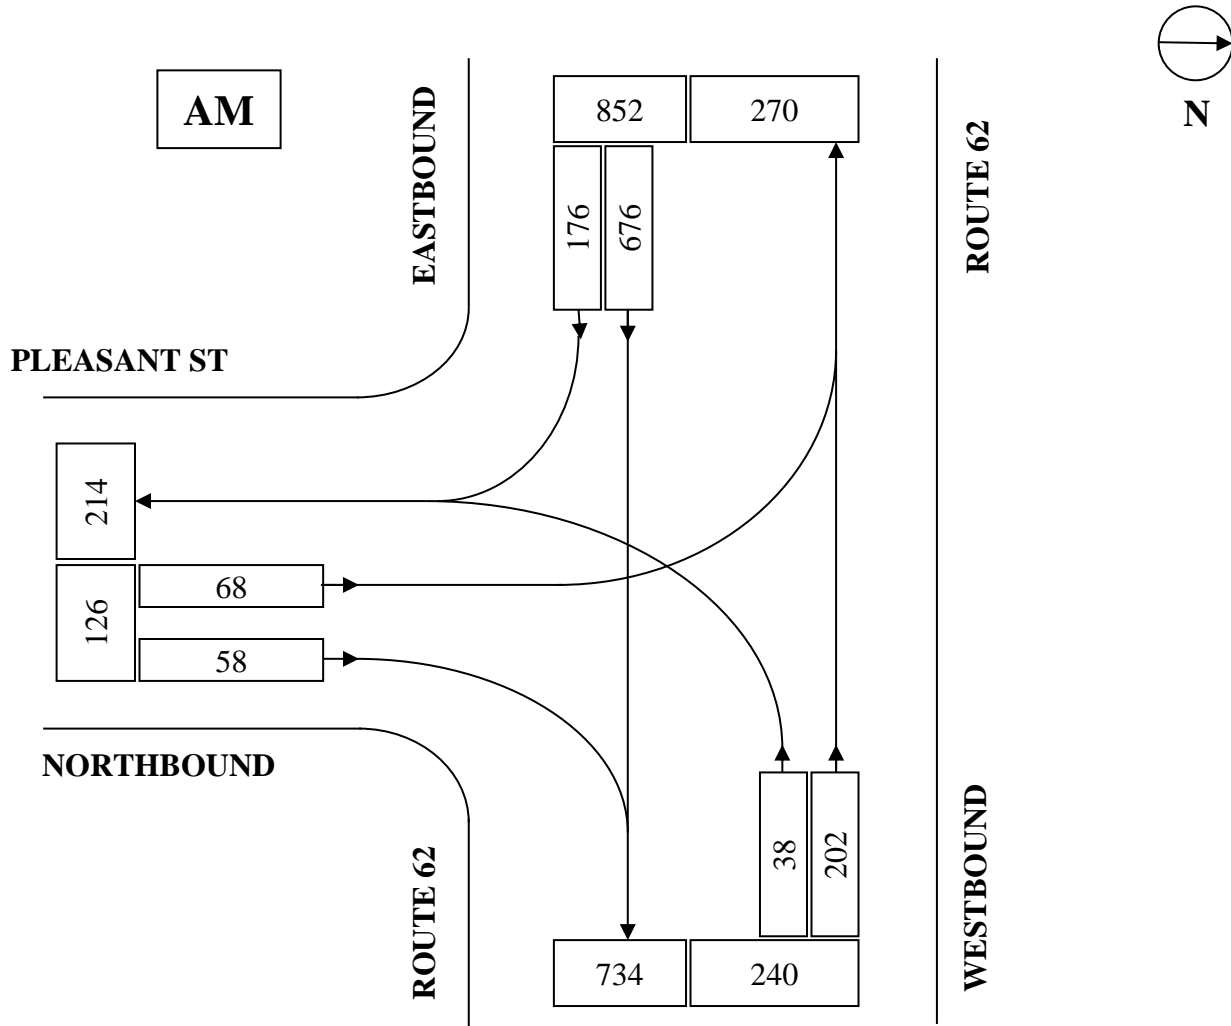 AM
852
270
N
EASTBOUND
ROUTE 62
176
676
PLEASANT ST
214
68
126
58
NORTHBOUND
38
202
ROUTE 62
WESTBOUND
734
240